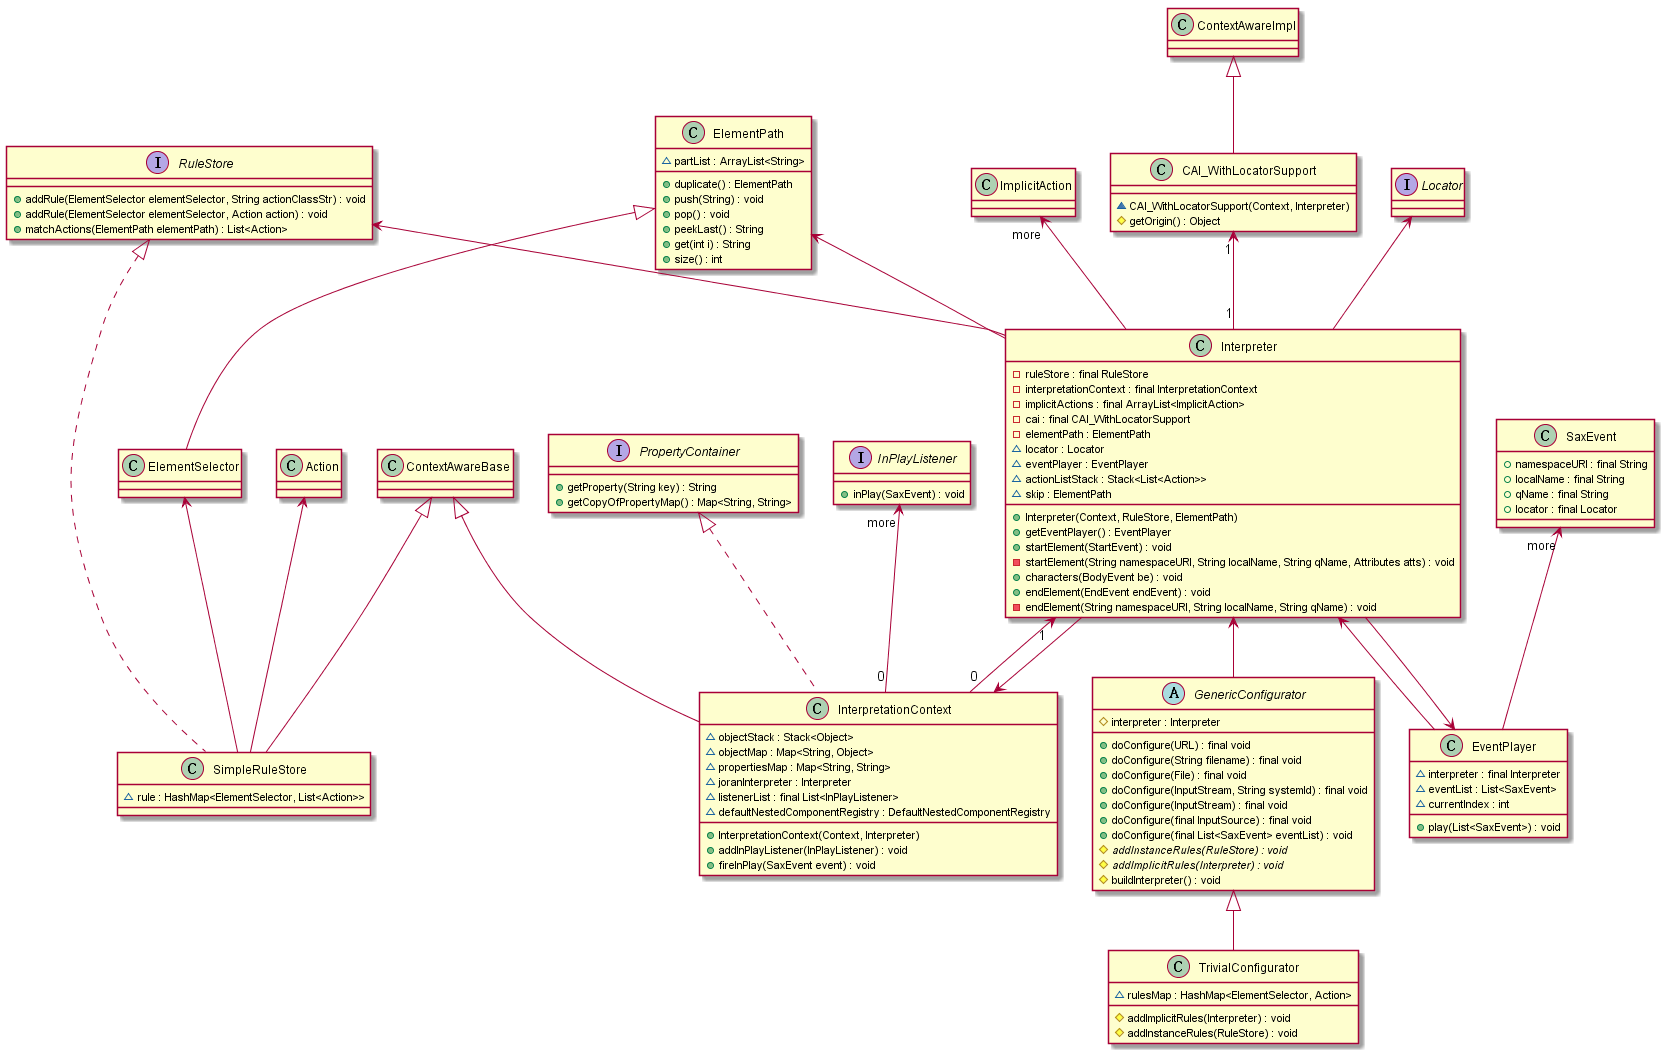 C ContextAwareImpl
C ElementPath
partList : ArrayList<String>
duplicate() : ElementPath
push(String) : void
pop() : void
peekLast() : String
get(int i) : String
size() : int
I RuleStore
addRule(ElementSelector elementSelector, String actionClassStr) : void
addRule(ElementSelector elementSelector, Action action) : void
matchActions(ElementPath elementPath) : List<Action>
C ImplicitAction
C CAI_WithLocatorSupport
CAI_WithLocatorSupport(Context, Interpreter)
getOrigin() : Object
I Locator
more
1
1
C Interpreter
ruleStore : final RuleStore
interpretationContext : final InterpretationContext
implicitActions : final ArrayList<ImplicitAction>
cai : final CAI_WithLocatorSupport
elementPath : ElementPath
locator : Locator
eventPlayer : EventPlayer
actionListStack : Stack<List<Action>>
skip : ElementPath
Interpreter(Context, RuleStore, ElementPath)
getEventPlayer() : EventPlayer
startElement(StartEvent) : void
startElement(String namespaceURI, String localName, String qName, Attributes atts) : void
characters(BodyEvent be) : void
endElement(EndEvent endEvent) : void
endElement(String namespaceURI, String localName, String qName) : void
C ElementSelector
C Action
C ContextAwareBase
I PropertyContainer
getProperty(String key) : String
getCopyOfPropertyMap() : Map<String, String>
I InPlayListener
inPlay(SaxEvent) : void
more
C SaxEvent
namespaceURI : final String
localName : final String
qName : final String
locator : final Locator
more
1
0
0
C SimpleRuleStore
rule : HashMap<ElementSelector, List<Action>>
C InterpretationContext
objectStack : Stack<Object>
objectMap : Map<String, Object>
propertiesMap : Map<String, String>
joranInterpreter : Interpreter
listenerList : final List<InPlayListener>
defaultNestedComponentRegistry : DefaultNestedComponentRegistry
InterpretationContext(Context, Interpreter)
addInPlayListener(InPlayListener) : void
fireInPlay(SaxEvent event) : void
A GenericConfigurator
interpreter : Interpreter
doConfigure(URL) : final void
doConfigure(String filename) : final void
doConfigure(File) : final void
doConfigure(InputStream, String systemId) : final void
doConfigure(InputStream) : final void
doConfigure(final InputSource) : final void
doConfigure(final List<SaxEvent> eventList) : void
addInstanceRules(RuleStore) : void
addImplicitRules(Interpreter) : void
buildInterpreter() : void
C EventPlayer
interpreter : final Interpreter
eventList : List<SaxEvent>
currentIndex : int
play(List<SaxEvent>) : void
C TrivialConfigurator
rulesMap : HashMap<ElementSelector, Action>
addImplicitRules(Interpreter) : void
addInstanceRules(RuleStore) : void